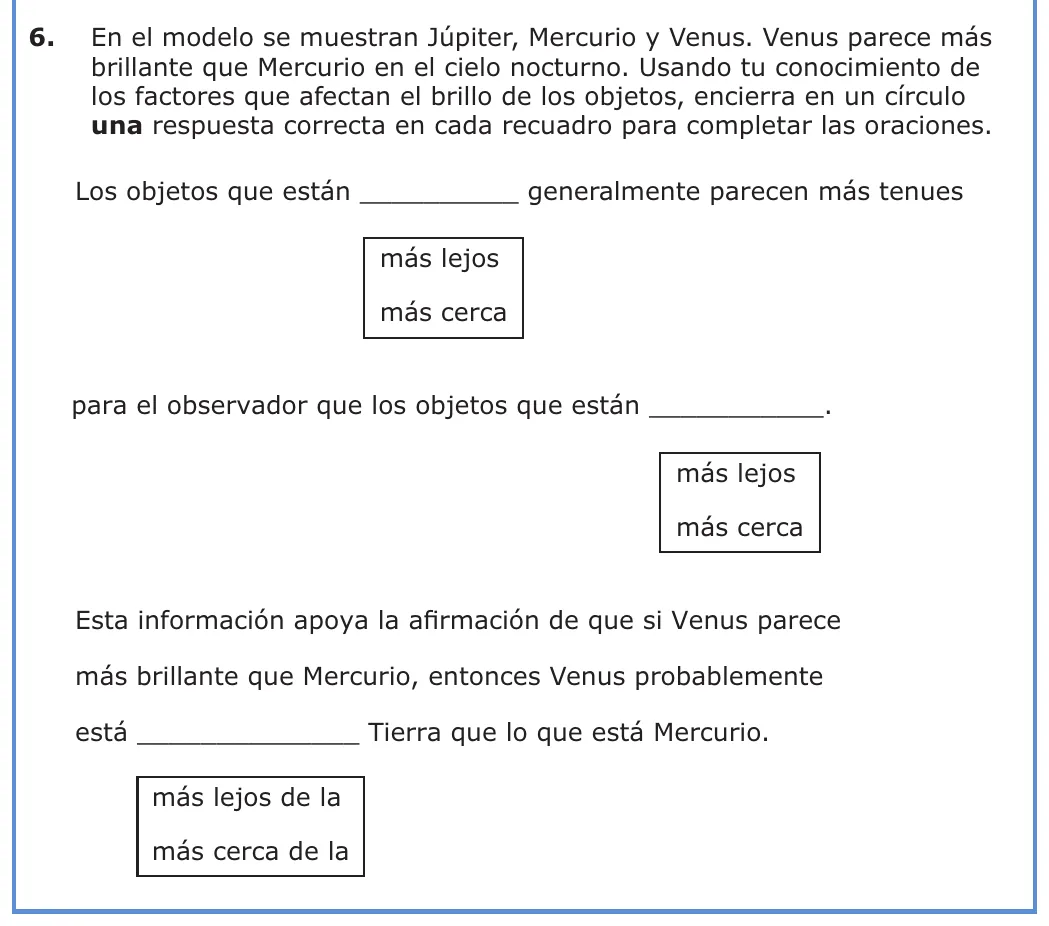 6. En el modelo se muestran Júpiter, Mercurio y Venus. Venus parece más
brillante que Mercurio en el cielo nocturno. Usando tu conocimiento de
los factores que afectan el brillo de los objetos, encierra en un círculo
una respuesta correcta en cada recuadro para completar las oraciones.
Los objetos que están ____________ generalmente parecen más tenues
más lejos
más cerca
para el observador que los objetos que están _____________.
más lejos
más cerca
Esta información apoya la afirmación de que si Venus parece
más brillante que Mercurio, entonces Venus probablemente
está _________________ Tierra que lo que está Mercurio.
más lejos de la
más cerca de la